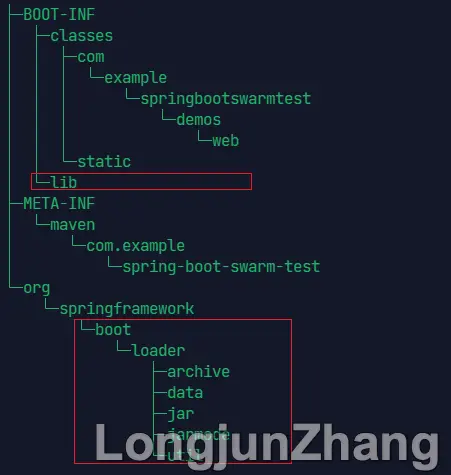 BOOT-INF
classes
com
example
springbootswarmtest
demos
web
static
lib
META-INF
maven
com.example
spring-boot-swarm-test
org
springframework
boot
loader
archive
data
jar
jarmode
util
LongjunZhang